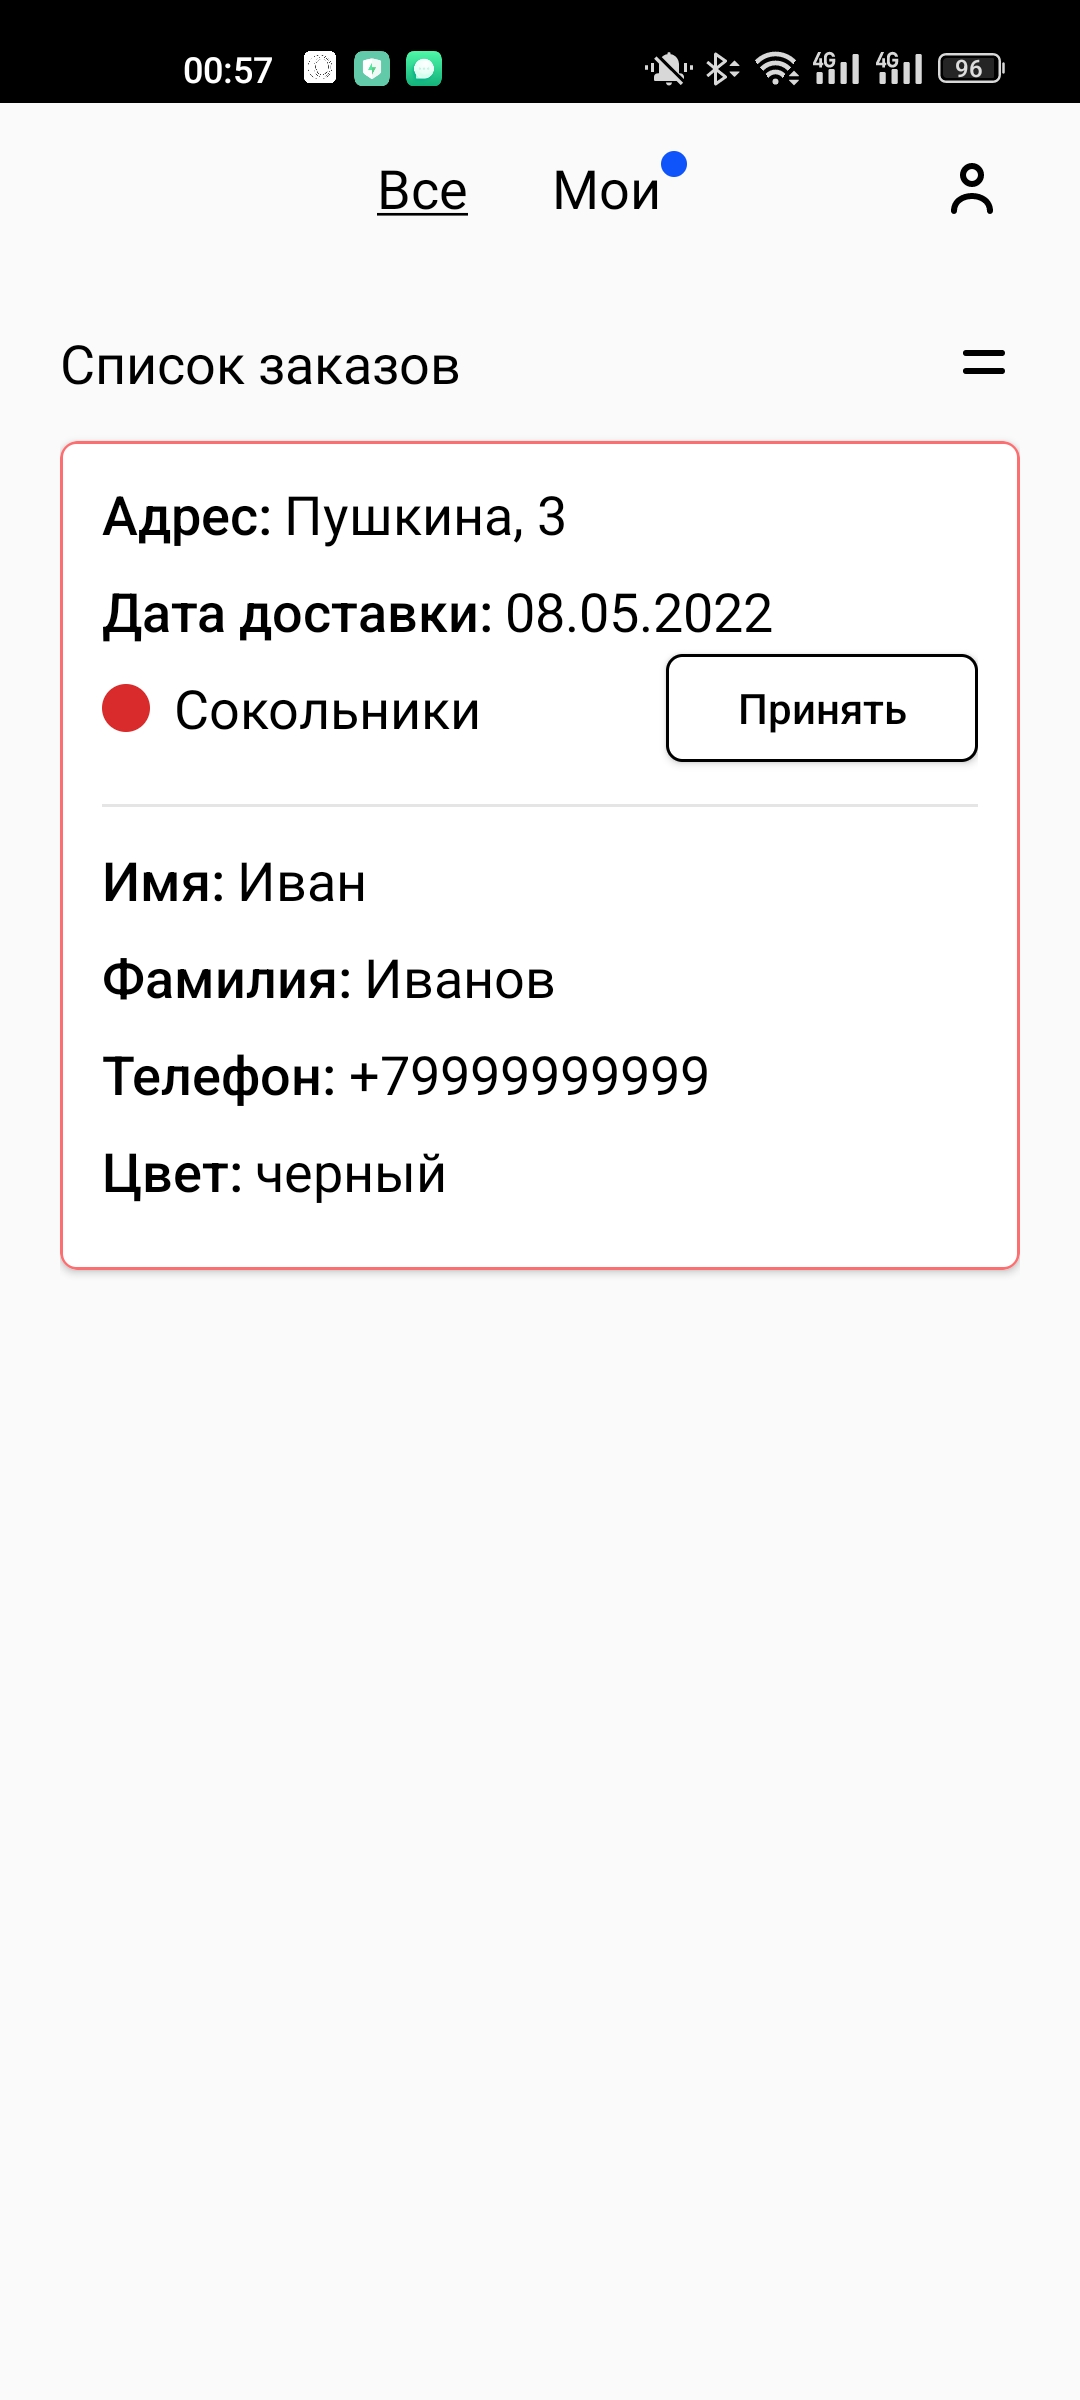 00:57
4G 4G 96
Все Мои
Список заказов
Адрес: Пушкина, 3
Дата доставки: 08.05.2022
Сокольники Принять
Имя: Иван
Фамилия: Иванов
Телефон: +79999999999
Цвет: черный